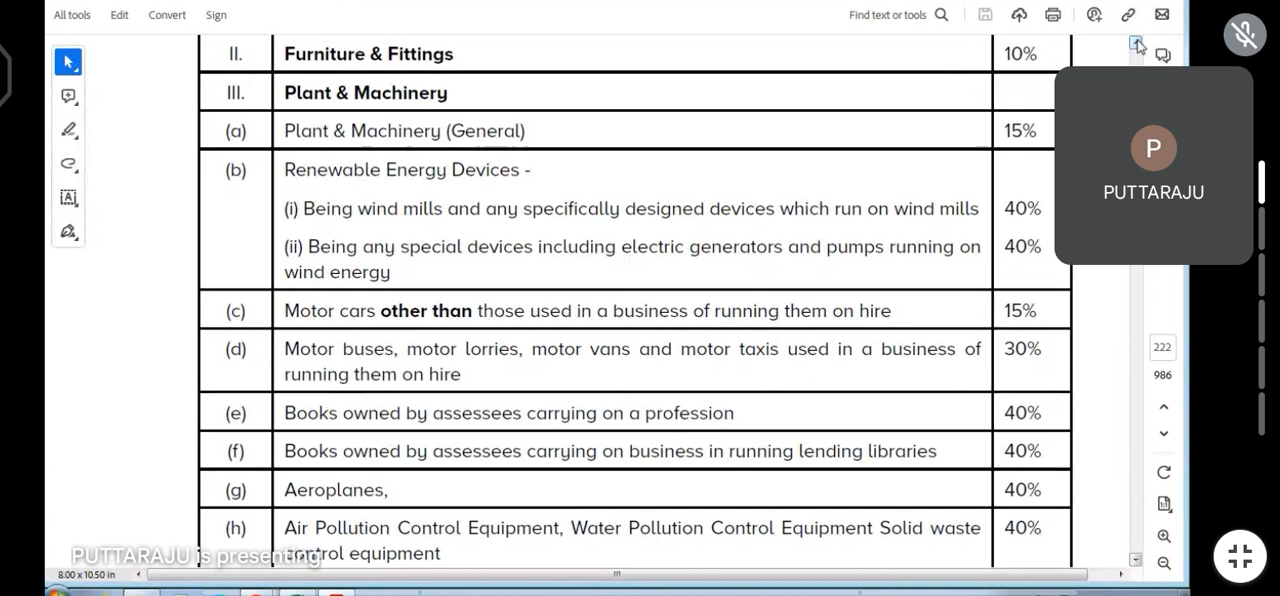 All tools Edit Convert Sign Find text or tools
II. Furniture & Fittings 10%
III. Plant & Machinery
(a) Plant & Machinery (General) 15%
(b) Renewable Energy Devices -
(i) Being wind mills and any specifically designed devices which run on wind mills 40%
(ii) Being any special devices including electric generators and pumps running on 40%
wind energy
(c) Motor cars other than those used in a business of running them on hire 15%
(d) Motor buses, motor lorries, motor vans and motor taxis used in a business of 30%
running them on hire
(e) Books owned by assessees carrying on a profession 40%
(f) Books owned by assessees carrying on business in running lending libraries 40%
(g) Aeroplanes, 40%
(h) Air Pollution Control Equipment, Water Pollution Control Equipment Solid waste 40%
control equipment
P
PUTTARAJU
222
986
PUTTARAJU is presenting
8.00 x 10.50 in